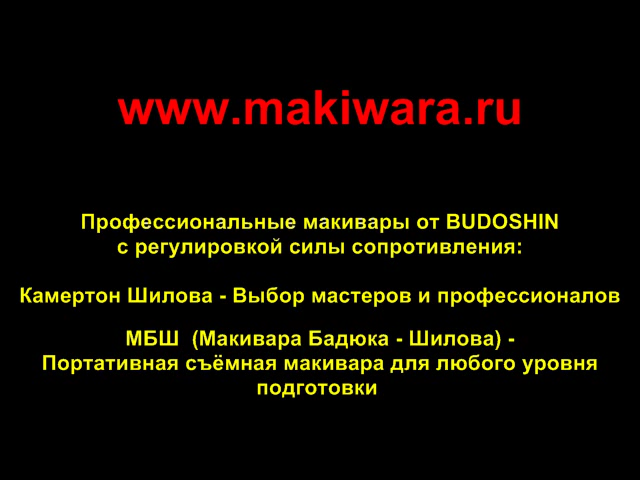 www.makiwara.ru
Профессиональные макивары от BUDOSHIN
с регулировкой силы сопротивления:
Камертон Шилова - Выбор мастеров и профессионалов
МБШ (Макивара Бадюка - Шилова) -
Портативная съёмная макивара для любого уровня
подготовки